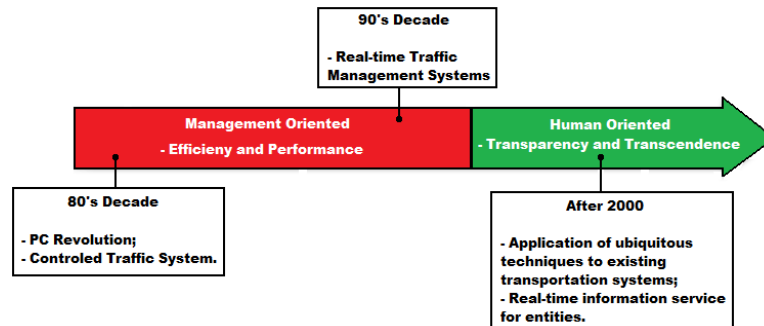 90's Decade
- Real-time Traffic
Management Systems
Management Oriented
- Efficieny and Performance
Human Oriented
- Transparency and Transcendence
80's Decade
- PC Revolution;
- Controled Traffic System.
After 2000
- Application of ubiquitous
techniques to existing
transportation systems;
- Real-time information service
for entities.